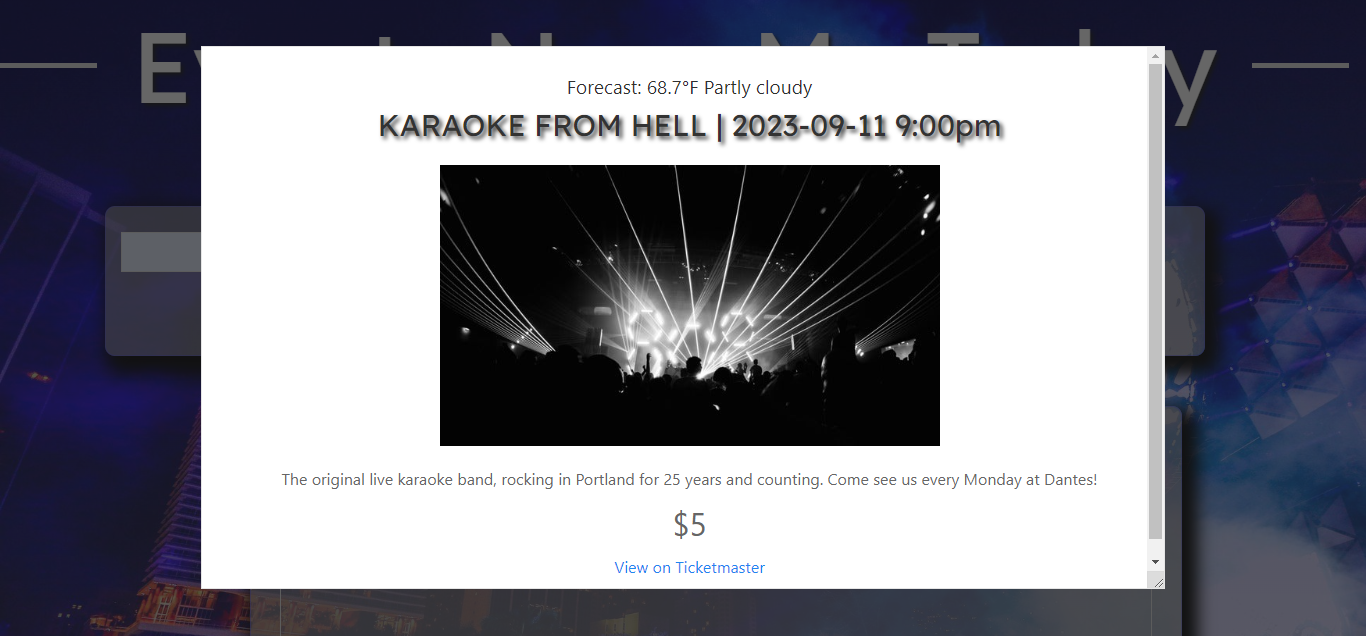 Forecast: 68.7°F Partly cloudy
KARAOKE FROM HELL | 2023-09-11 9:00pm
The original live karaoke band, rocking in Portland for 25 years and counting. Come see us every Monday at Dantes!
$5
View on Ticketmaster